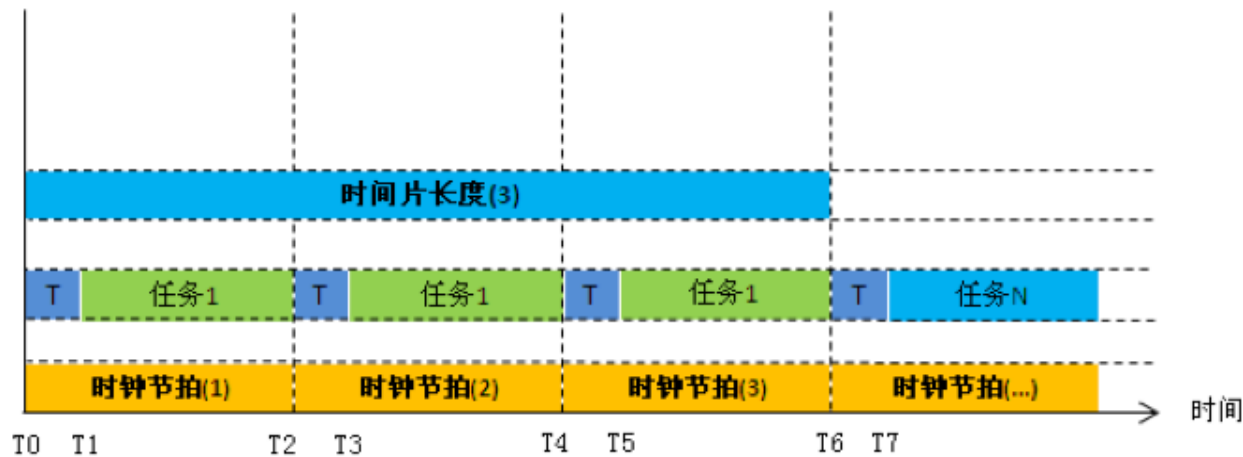 时间片长度(3)
T 任务1 T 任务1 T 任务1 T 任务N
时钟节拍(1) 时钟节拍(2) 时钟节拍(3) 时钟节拍(...)
时间
T0 T1 T2 T3 T4 T5 T6 T7